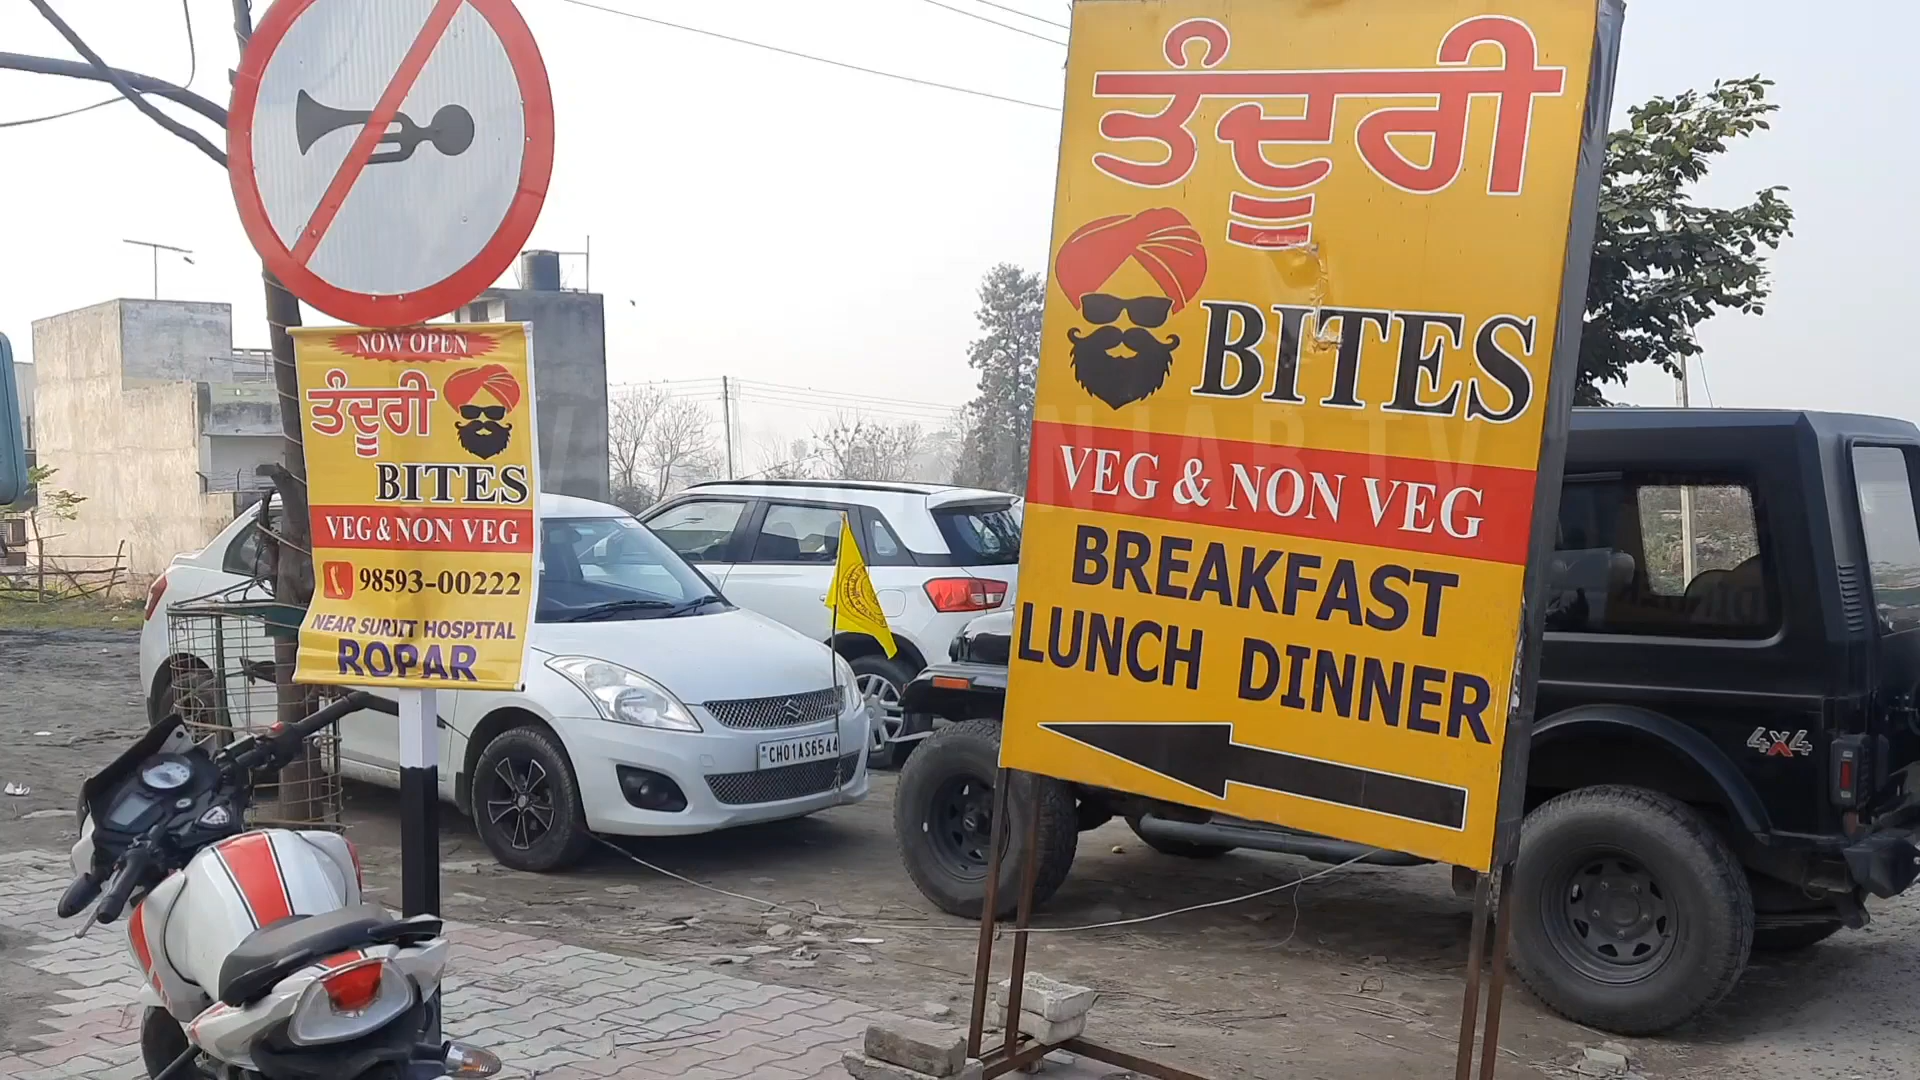 NOW OPEN
ਤੰਦੂਰੀ
BITES
VEG & NON VEG
98593-00222
NEAR SURJIT HOSPITAL
ROPAR
CH01AS6544
ਤੰਦੂਰੀ
BITES
VEG & NON VEG
BREAKFAST
LUNCH DINNER
4x4